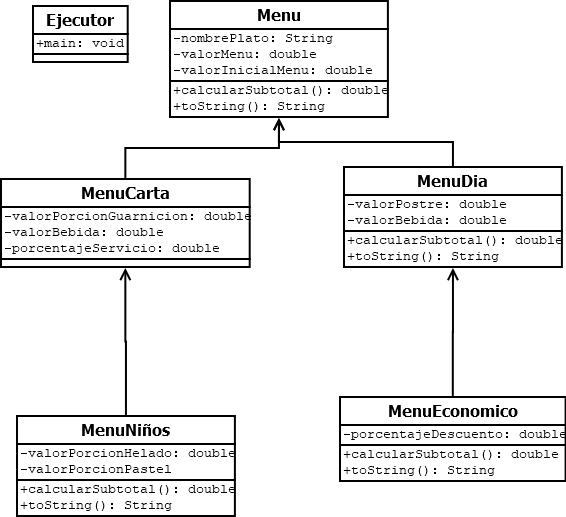 Ejecutor
+main: void
Menu
-nombrePlato: String
-valorMenu: double
-valorInicialMenu: double
+calcularSubtotal(): double
+toString(): String
MenuCarta
-valorPorcionGuarnicion: double
-valorBebida: double
-porcentajeServicio: double
MenuDia
-valorPostre: double
-valorBebida: double
+calcularSubtotal(): double
+toString(): String
MenuNiños
-valorPorcionHelado: double
-valorPorcionPastel
+calcularSubtotal(): double
+toString(): String
MenuEconomico
-porcentajeDescuento: double
+calcularSubtotal(): double
+toString(): String